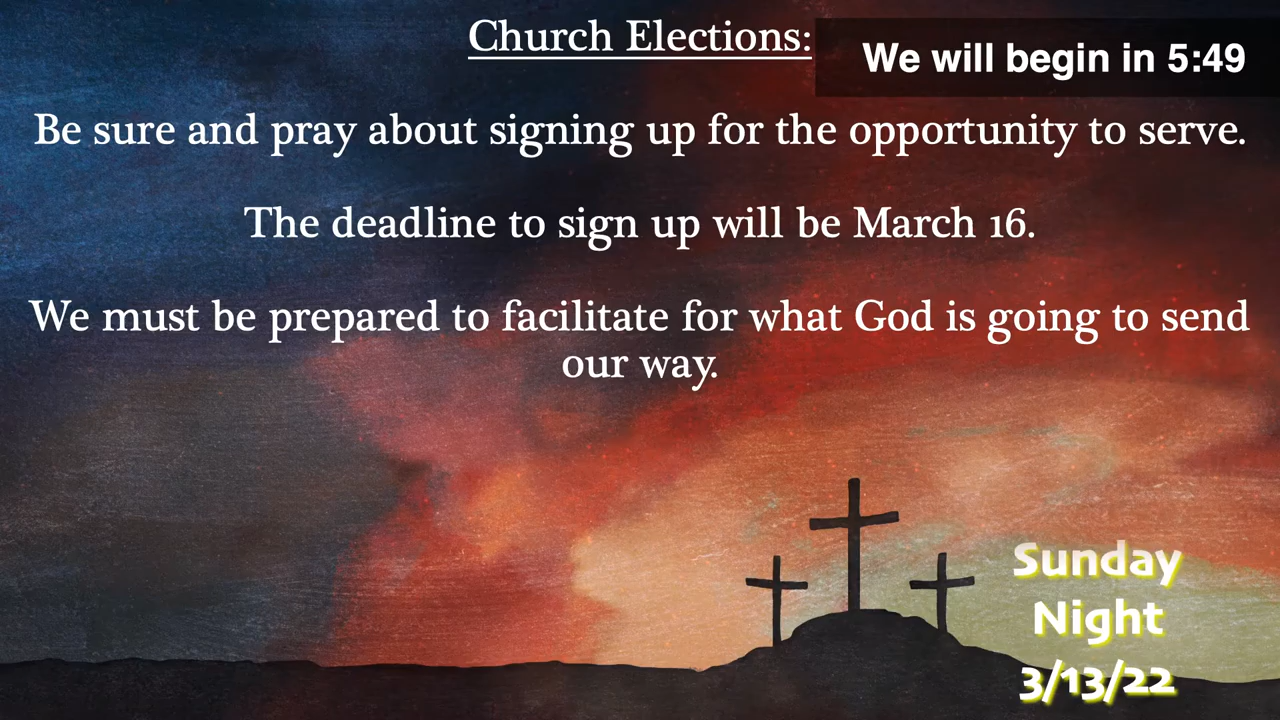 Church Elections:
We will begin in 5:49
Be sure and pray about signing up for the opportunity to serve.
The deadline to sign up will be March 16.
We must be prepared to facilitate for what God is going to send
our way.
Sunday
Night
3/13/22